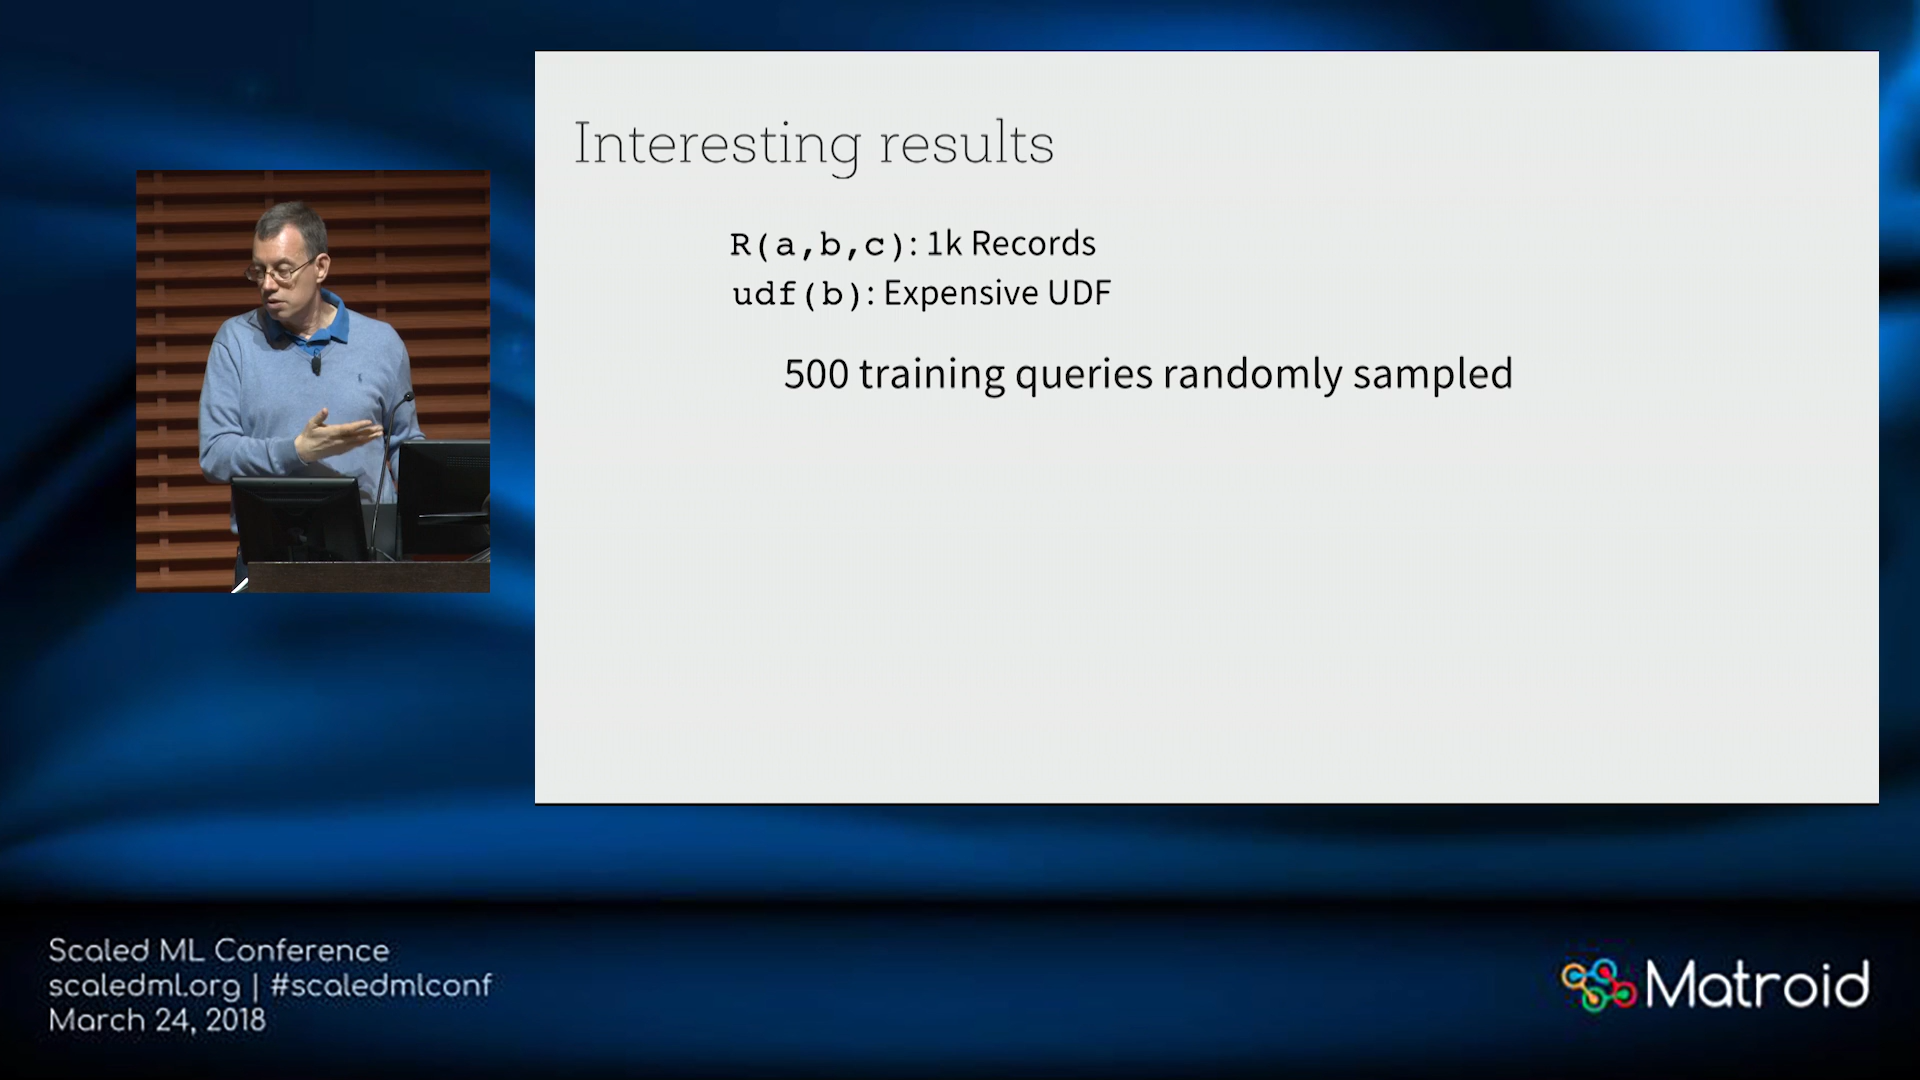 Interesting results
R(a,b,c): 1k Records
udf(b): Expensive UDF
500 training queries randomly sampled
Scaled ML Conference
scaledml.org | #scaledmlconf
March 24, 2018
Matroid